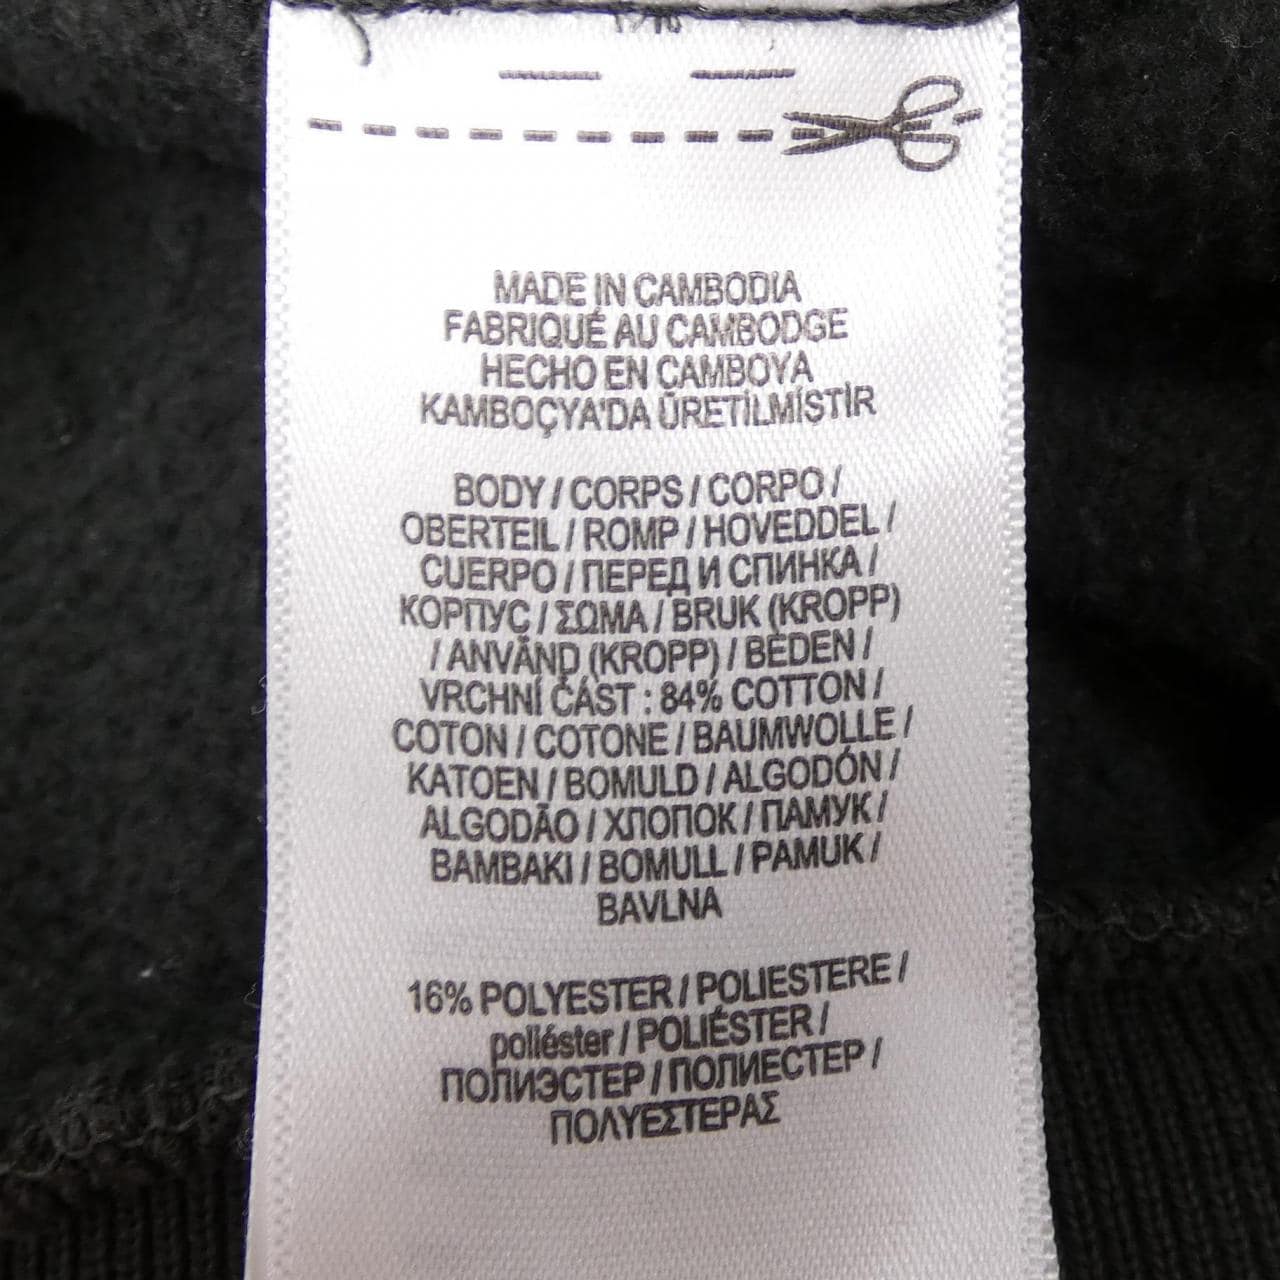 MADE IN CAMBODIA
FABRIQUÉ AU CAMBODGE
HECHO EN CAMBOYA
KAMBOÇYA'DA ÜRETİLMİŞTİR
BODY / CORPS / CORPO /
OBERTEIL / ROMP / HOVEDDEL /
CUERPO / ПЕРЕД И СПИНКА /
КОРПУС / ΣΩΜΑ / BRUK (KROPP)
/ ANVÄND (KROPP) / BEDEN /
VRCHNÍ ČÁST : 84% COTTON /
COTON / COTONE / BAUMWOLLE /
KATOEN / BOMULD / ALGODÓN /
ALGODÃO / ХЛОПОК / ПАМУК /
ΒΑΜΒΑΚΙ / BOMULL / PAMUK /
BAVLNA
16% POLYESTER / POLIESTERE /
poliéster / POLIÉSTER /
ПОЛИЭСТЕР / ПОЛИЕСТЕР /
ΠΟΛΥΕΣΤΕΡΑΣ